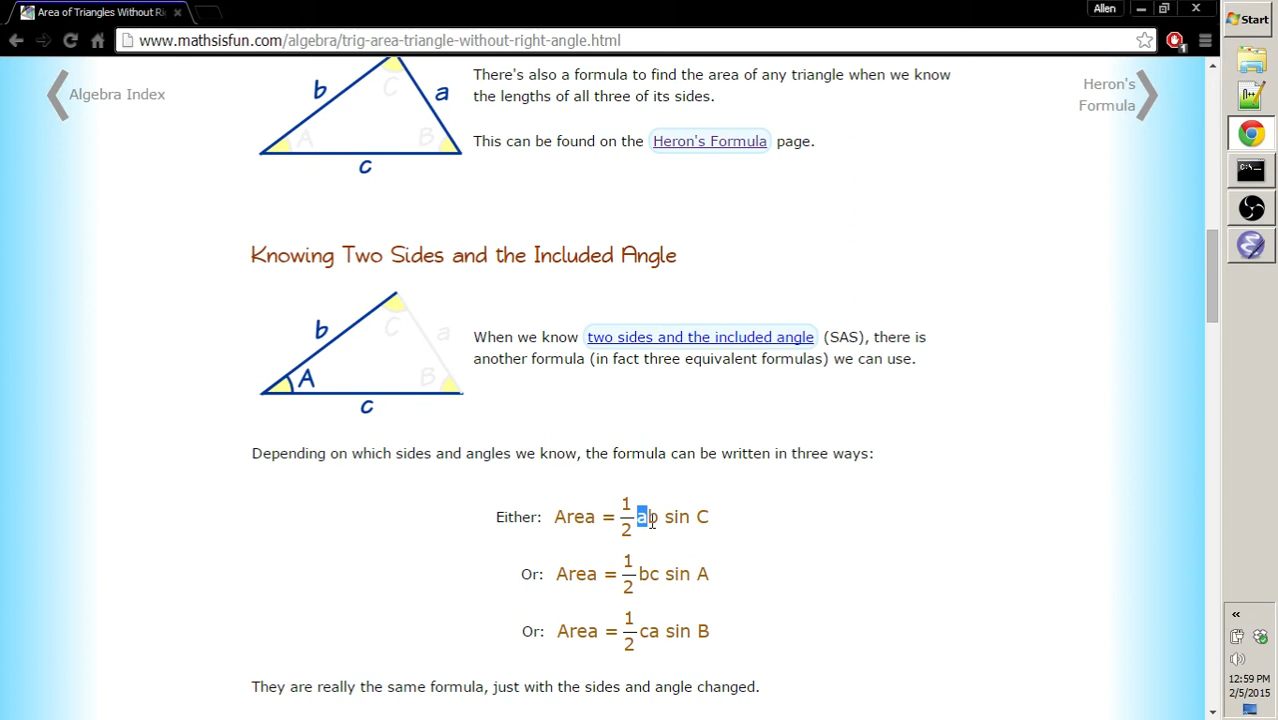 Area of Triangles Without Ri
Allen
www.mathsisfun.com/algebra/trig-area-triangle-without-right-angle.html
1
Start
Algebra Index
Heron's
Formula
b
C
a
A
B
c
There's also a formula to find the area of any triangle when we know
the lengths of all three of its sides.
This can be found on the Heron's Formula page.
Knowing Two Sides and the Included Angle
b
C
a
A
B
c
When we know two sides and the included angle (SAS), there is
another formula (in fact three equivalent formulas) we can use.
Depending on which sides and angles we know, the formula can be written in three ways:
Either: Area = 1/2 ab sin C
Or: Area = 1/2 bc sin A
Or: Area = 1/2 ca sin B
They are really the same formula, just with the sides and angle changed.
12:59 PM
2/5/2015